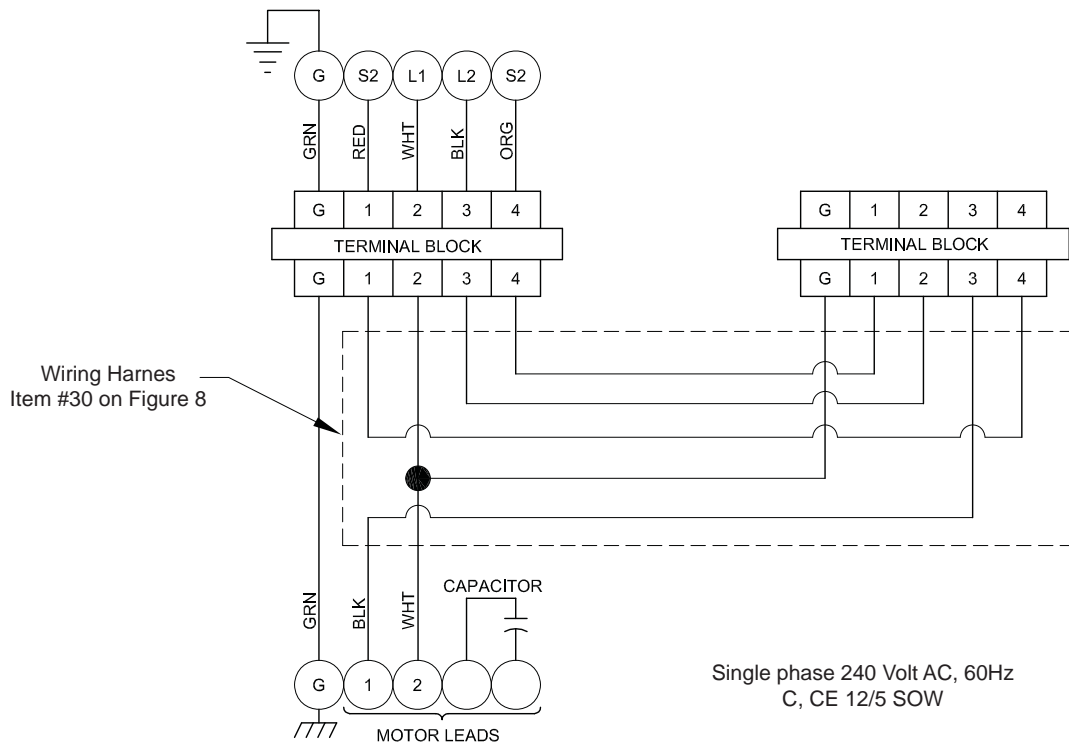 G S2 L1 L2 S2
GRN RED WHT BLK ORG
G 1 2 3 4
TERMINAL BLOCK
G 1 2 3 4
G 1 2 3 4
TERMINAL BLOCK
G 1 2 3 4
Wiring Harnes
Item #30 on Figure 8
CAPACITOR
GRN BLK WHT
G 1 2
MOTOR LEADS
Single phase 240 Volt AC, 60Hz
C, CE 12/5 SOW